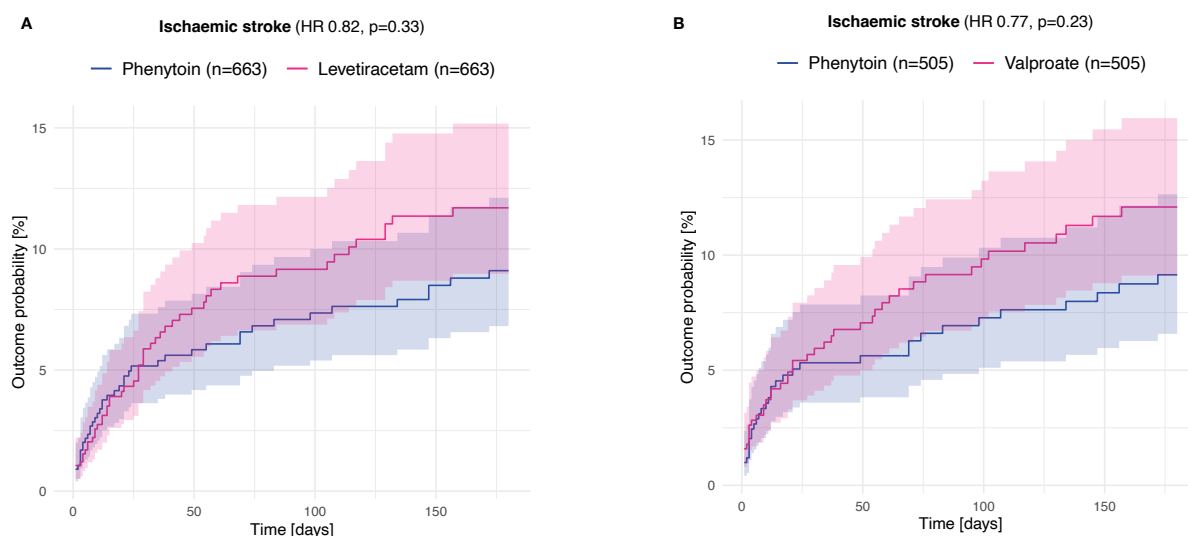 A
Ischaemic stroke (HR 0.82, p=0.33)
Phenytoin (n=663) Levetiracetam (n=663)
Outcome probability [%]
15
10
5
0
0 50 100 150
Time [days]
B
Ischaemic stroke (HR 0.77, p=0.23)
Phenytoin (n=505) Valproate (n=505)
Outcome probability [%]
15
10
5
0
0 50 100 150
Time [days]